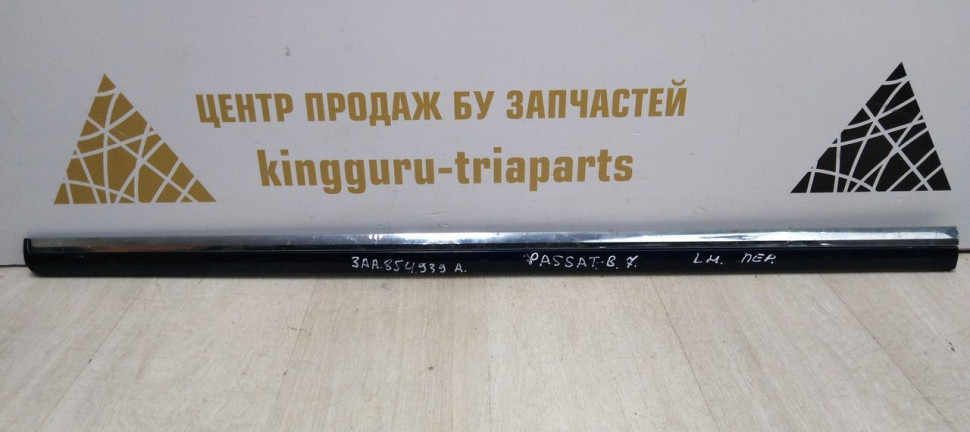 ЦЕНТР ПРОДАЖ БУ ЗАПЧАСТЕЙ
kingguru-triaparts
3AA.854.939 A. PASSAT-B.7. LH. ПЕР.